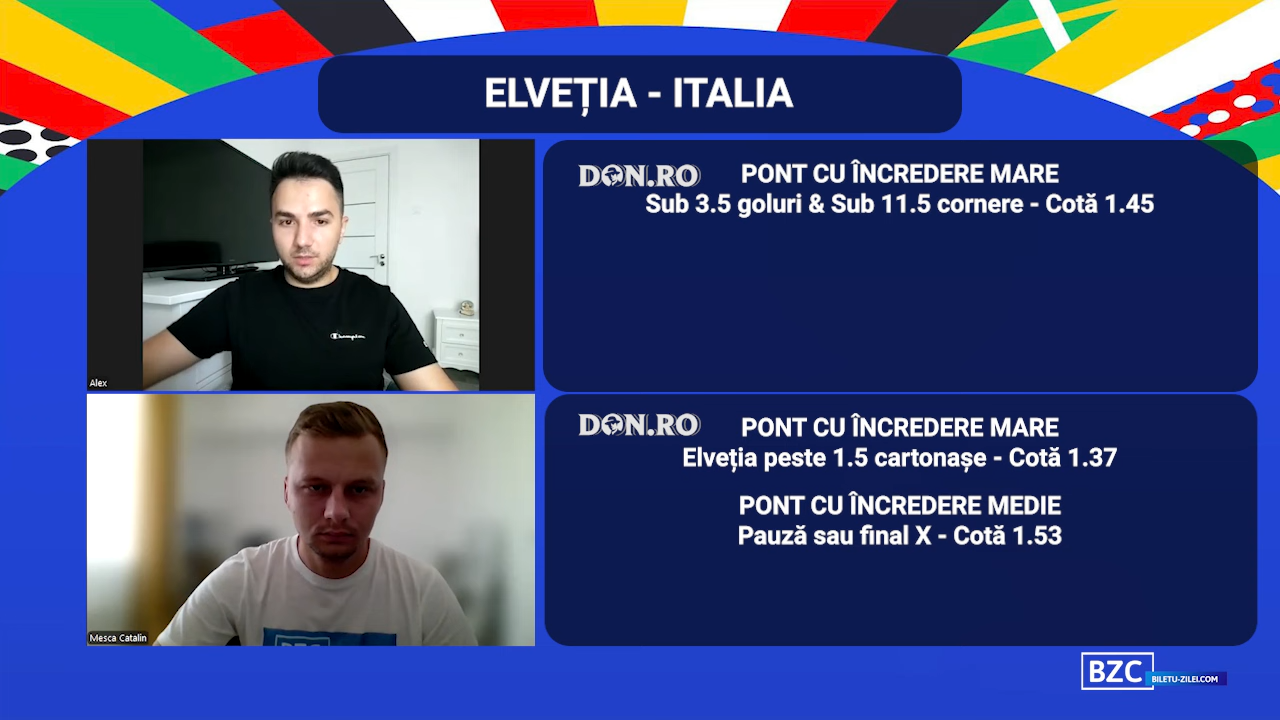 ELVEȚIA - ITALIA
DON.RO
PONT CU ÎNCREDERE MARE
Sub 3.5 goluri & Sub 11.5 cornere - Cotă 1.45
Champion
Alex
DON.RO
PONT CU ÎNCREDERE MARE
Elveția peste 1.5 cartonașe - Cotă 1.37
PONT CU ÎNCREDERE MEDIE
Pauză sau final X - Cotă 1.53
BZC
Mesca Catalin
BZC
BILETU-ZILEI.COM